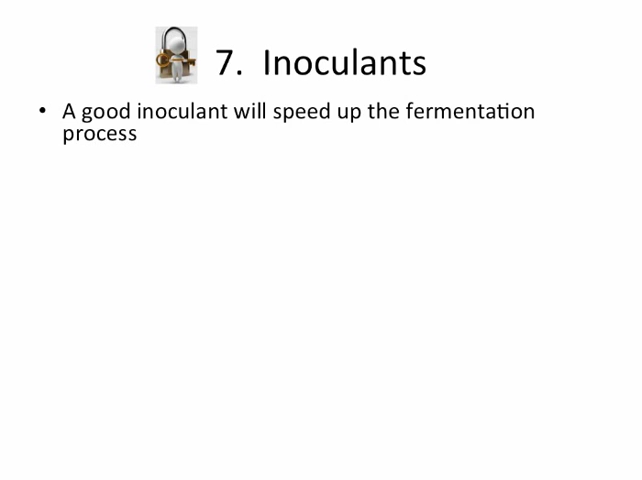 7. Inoculants
• A good inoculant will speed up the fermentation
process